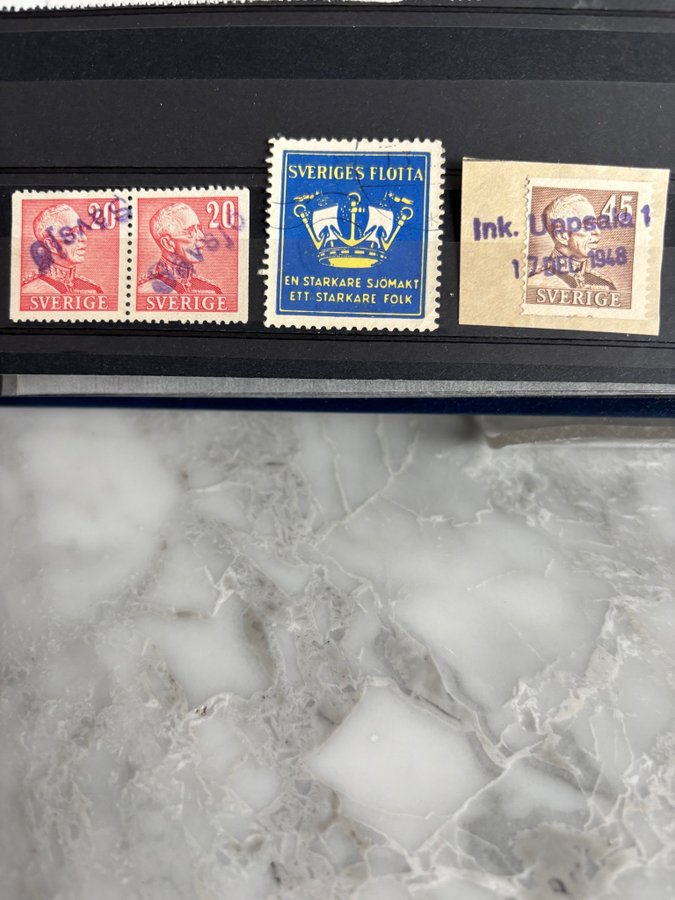 20
SVERIGE
20
SVERIGE
SVERIGES FLOTTA
EN STARKARE SJÖMAKT
ETT STARKARE FOLK
45
Ink. Uppsala 1
17 DEC. 1948
SVERIGE